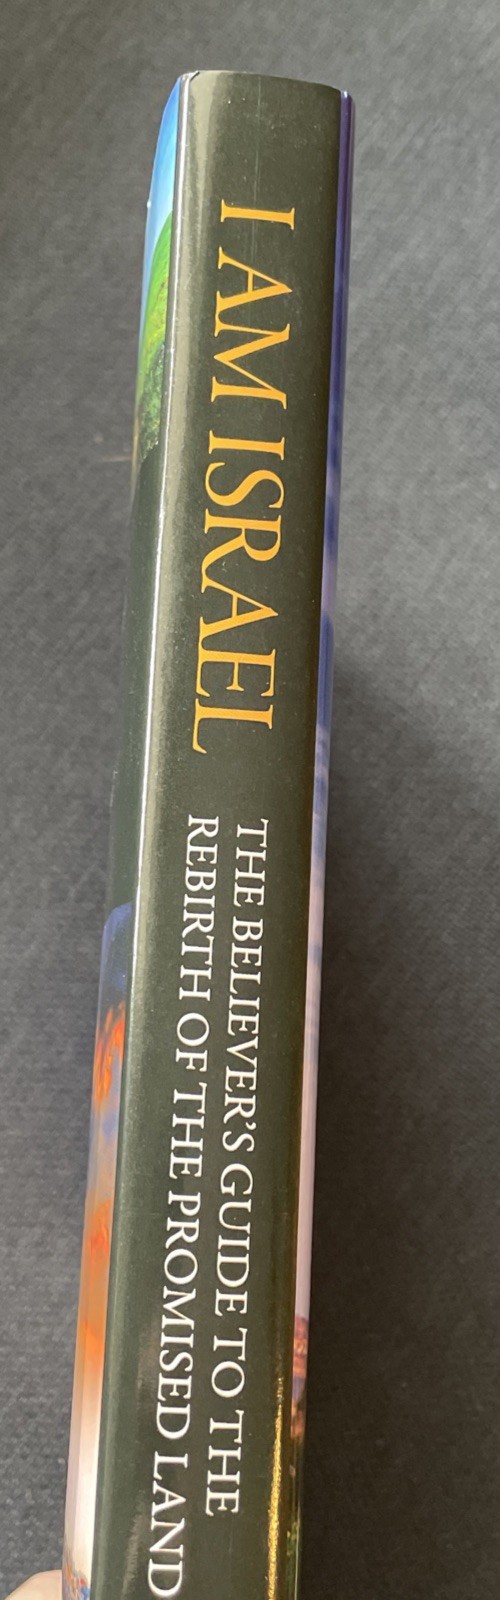 I AM ISRAEL
THE BELIEVER'S GUIDE TO THE
REBIRTH OF THE PROMISED LAND